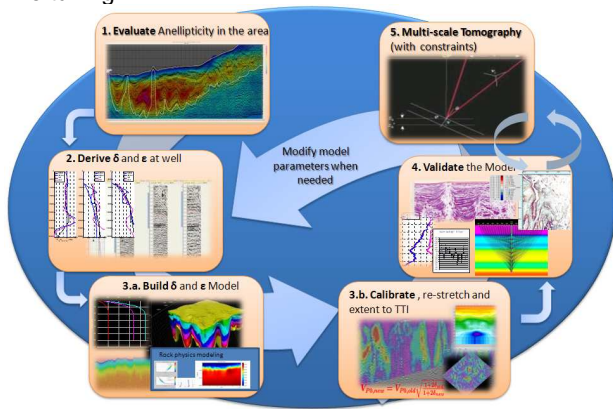 1. Evaluate Anellipticity in the area
5. Multi-scale Tomography
(with constraints)
Modify model
parameters when
needed
2. Derive δ and ε at well
4. Validate the Model
3.a. Build δ and ε Model
Rock physics modeling
3.b. Calibrate , re-stretch and
extent to TTI